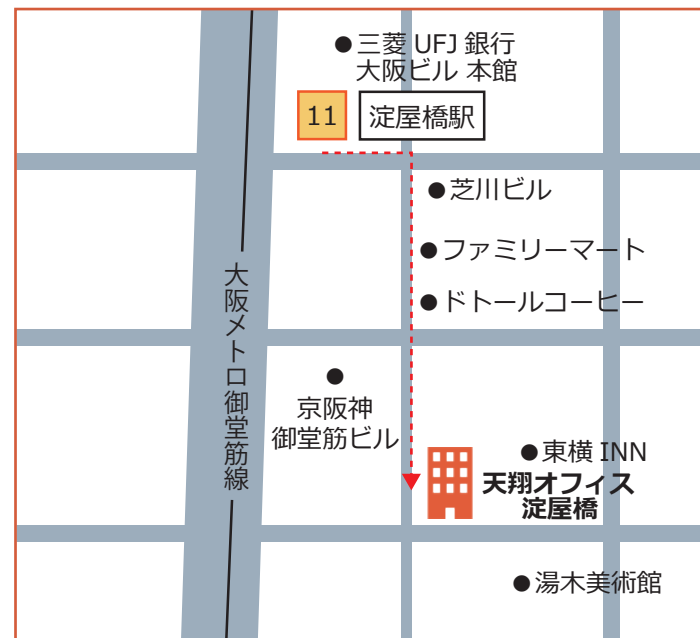 三菱 UFJ 銀行
大阪ビル 本館
11
淀屋橋駅
芝川ビル
ファミリーマート
ドトールコーヒー
大阪メトロ御堂筋線
京阪神
御堂筋ビル
東横 INN
天翔オフィス
淀屋橋
湯木美術館